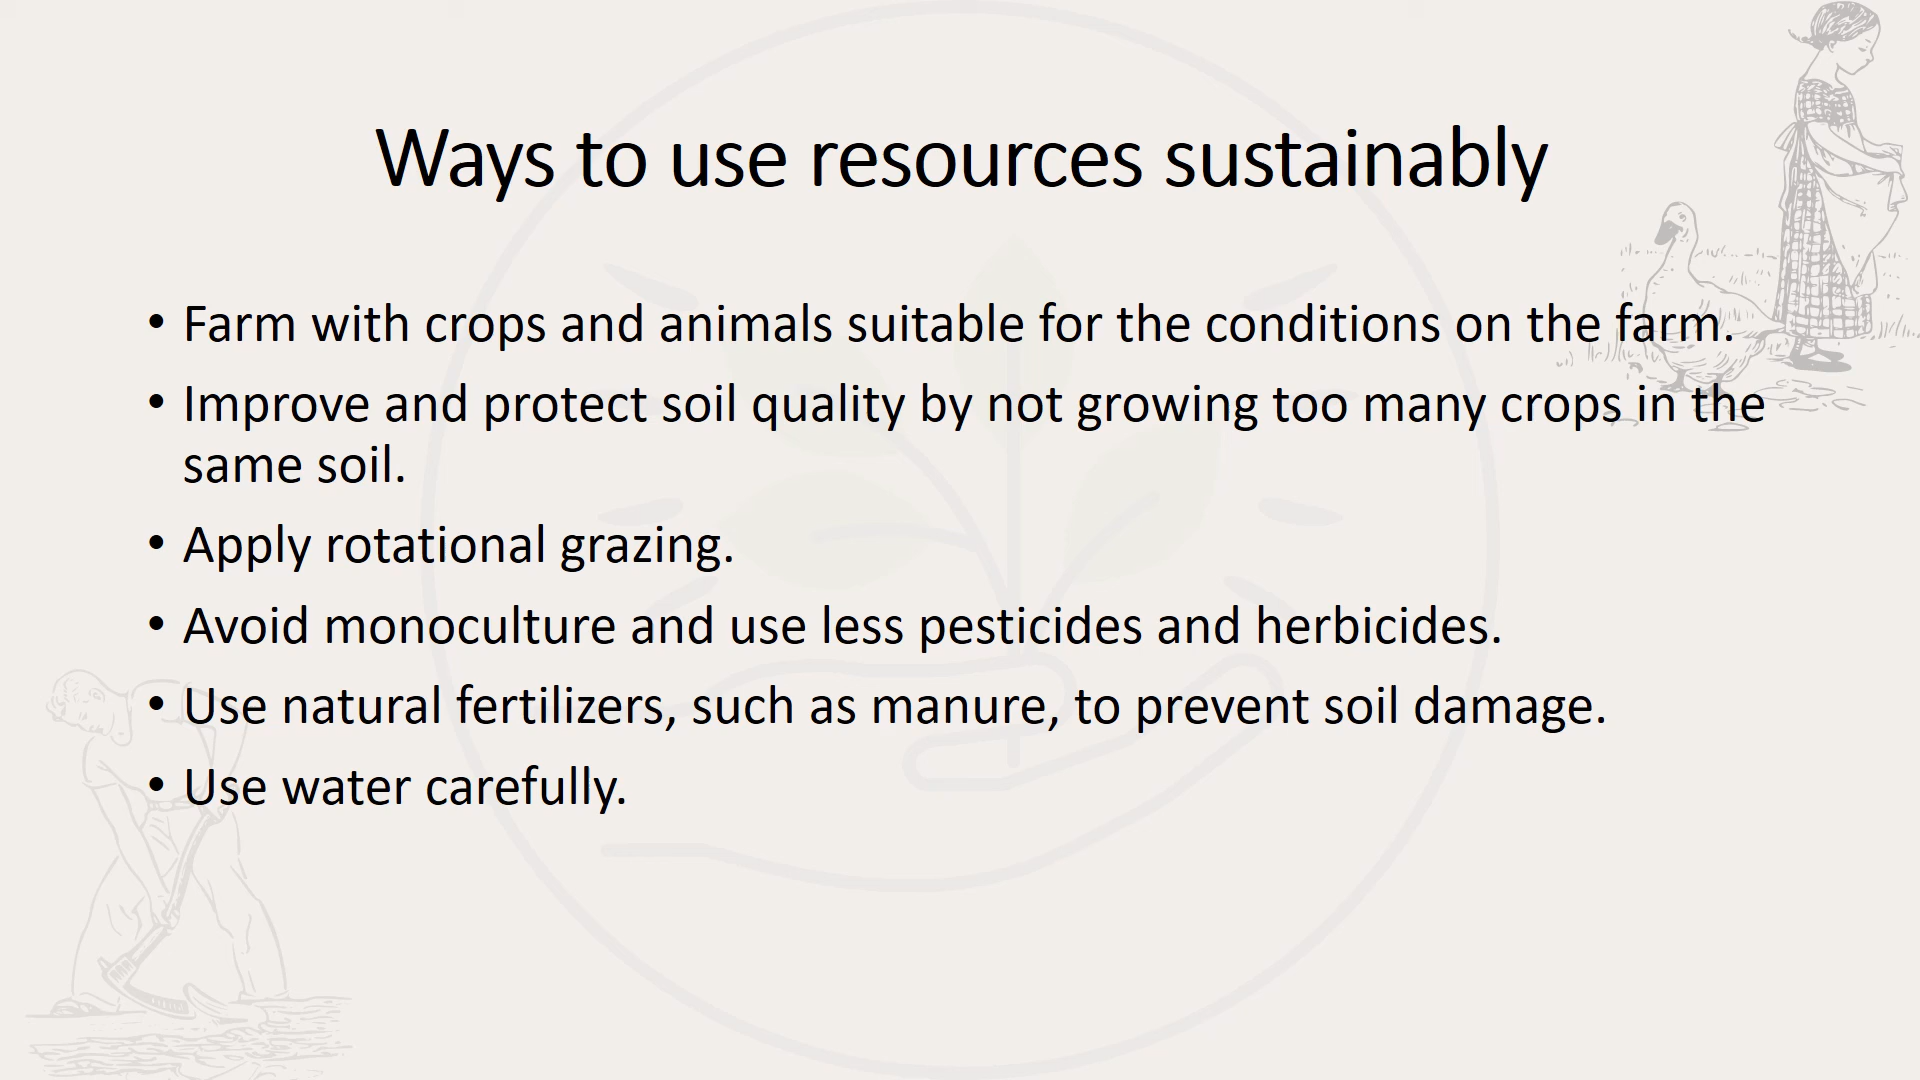 Ways to use resources sustainably
• Farm with crops and animals suitable for the conditions on the farm.
• Improve and protect soil quality by not growing too many crops in the
same soil.
• Apply rotational grazing.
• Avoid monoculture and use less pesticides and herbicides.
• Use natural fertilizers, such as manure, to prevent soil damage.
• Use water carefully.